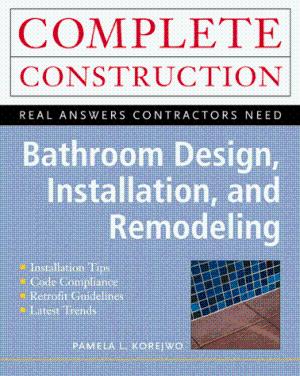 COMPLETE
CONSTRUCTION
REAL ANSWERS CONTRACTORS NEED
Bathroom Design,
Installation, and
Remodeling
Installation Tips
Code Compliance
Retrofit Guidelines
Latest Trends
PAMELA L. KOREJWO